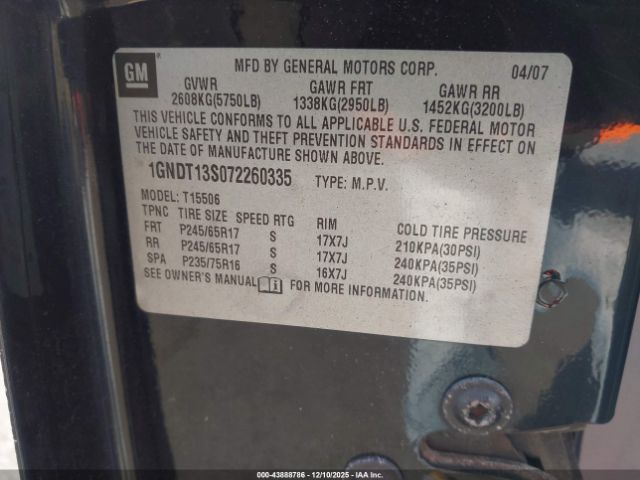 GM
MFD BY GENERAL MOTORS CORP. 04/07
GVWR GAWR FRT GAWR RR
2608KG(5750LB) 1338KG(2950LB) 1452KG(3200LB)
THIS VEHICLE CONFORMS TO ALL APPLICABLE U.S. FEDERAL MOTOR
VEHICLE SAFETY AND THEFT PREVENTION STANDARDS IN EFFECT ON
THE DATE OF MANUFACTURE SHOWN ABOVE.
1GNDT13S072260335 TYPE: M.P.V.
MODEL: T15506
TPNC TIRE SIZE SPEED RTG RIM COLD TIRE PRESSURE
FRT P245/65R17 S 17X7J 210KPA(30PSI)
RR P245/65R17 S 17X7J 240KPA(35PSI)
SPA P235/75R16 S 16X7J 240KPA(35PSI)
SEE OWNER'S MANUAL i FOR MORE INFORMATION.
000-43888786 - 12/10/2025 - IAAI, Inc.